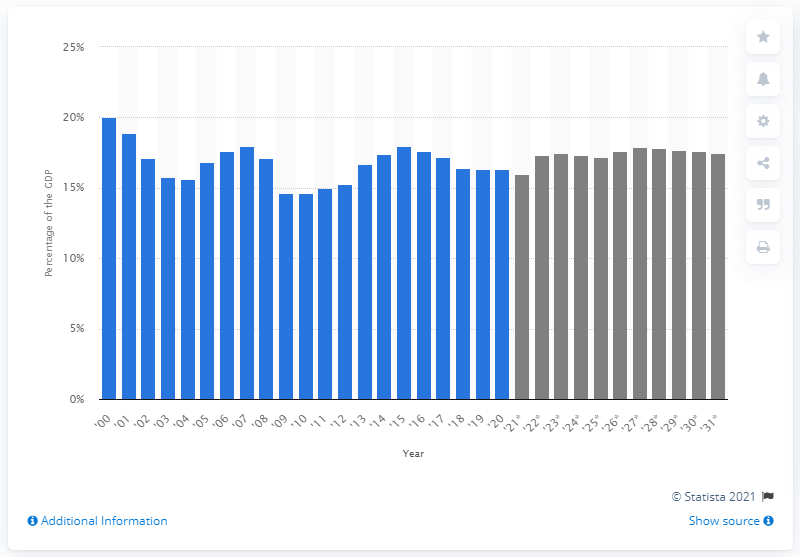 25%
20%
15%
10%
5%
0%
Percentage of the GDP
'00 '01 '02 '03 '04 '05 '06 '07 '08 '09 '10 '11 '12 '13 '14 '15 '16 '17 '18 '19 '20 '21* '22* '23* '24* '25* '26* '27* '28* '29* '30* '31*
Year
© Statista 2021
Additional Information
Show source